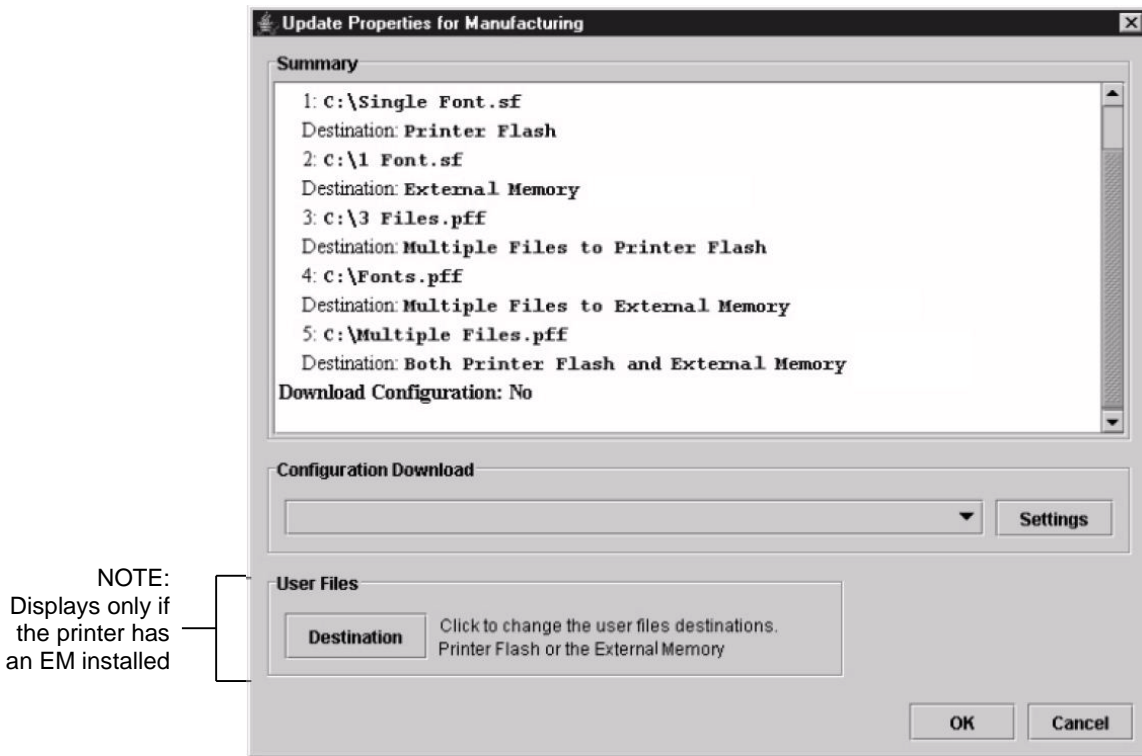 Update Properties for Manufacturing
Summary
1: C:\Single Font.sf
Destination: Printer Flash
2: C:\1 Font.sf
Destination: External Memory
3: C:\3 Files.pff
Destination: Multiple Files to Printer Flash
4: C:\Fonts.pff
Destination: Multiple Files to External Memory
5: C:\Multiple Files.pff
Destination: Both Printer Flash and External Memory
Download Configuration: No
Configuration Download
Settings
NOTE:
Displays only if
the printer has
an EM installed
User Files
Destination
Click to change the user files destinations.
Printer Flash or the External Memory
OK
Cancel